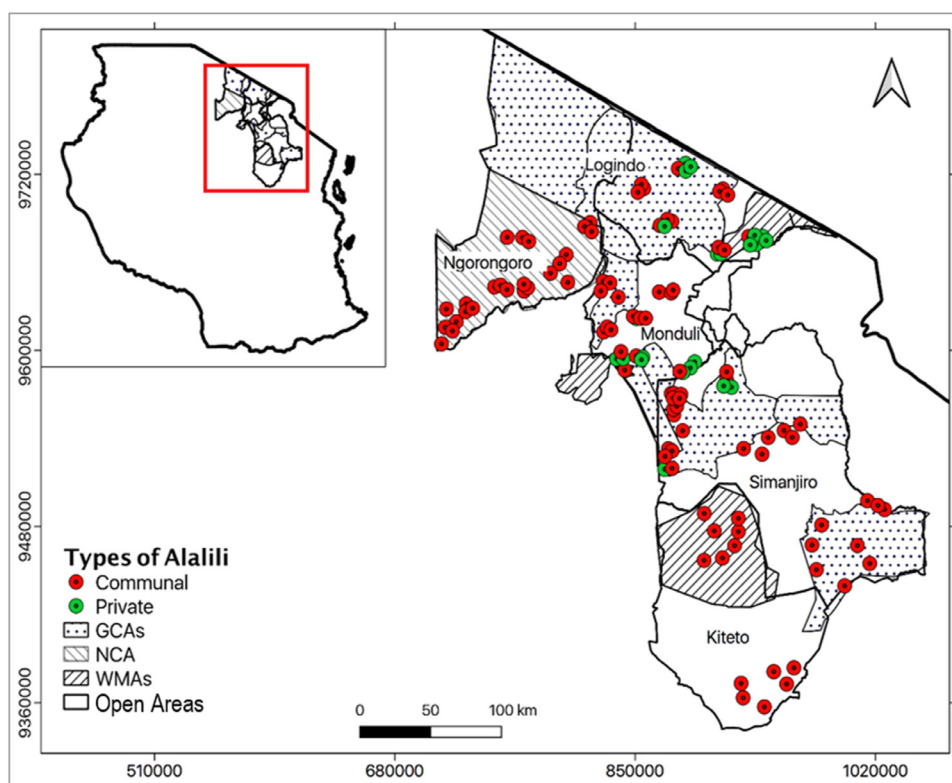 9720000
9600000
9480000
9360000
Logindo
Ngorongoro
Monduli
Simanjiro
Kiteto
Types of Alalili
Communal
Private
GCAs
NCA
WMAs
Open Areas
0 50 100 km
510000 680000 850000 1020000